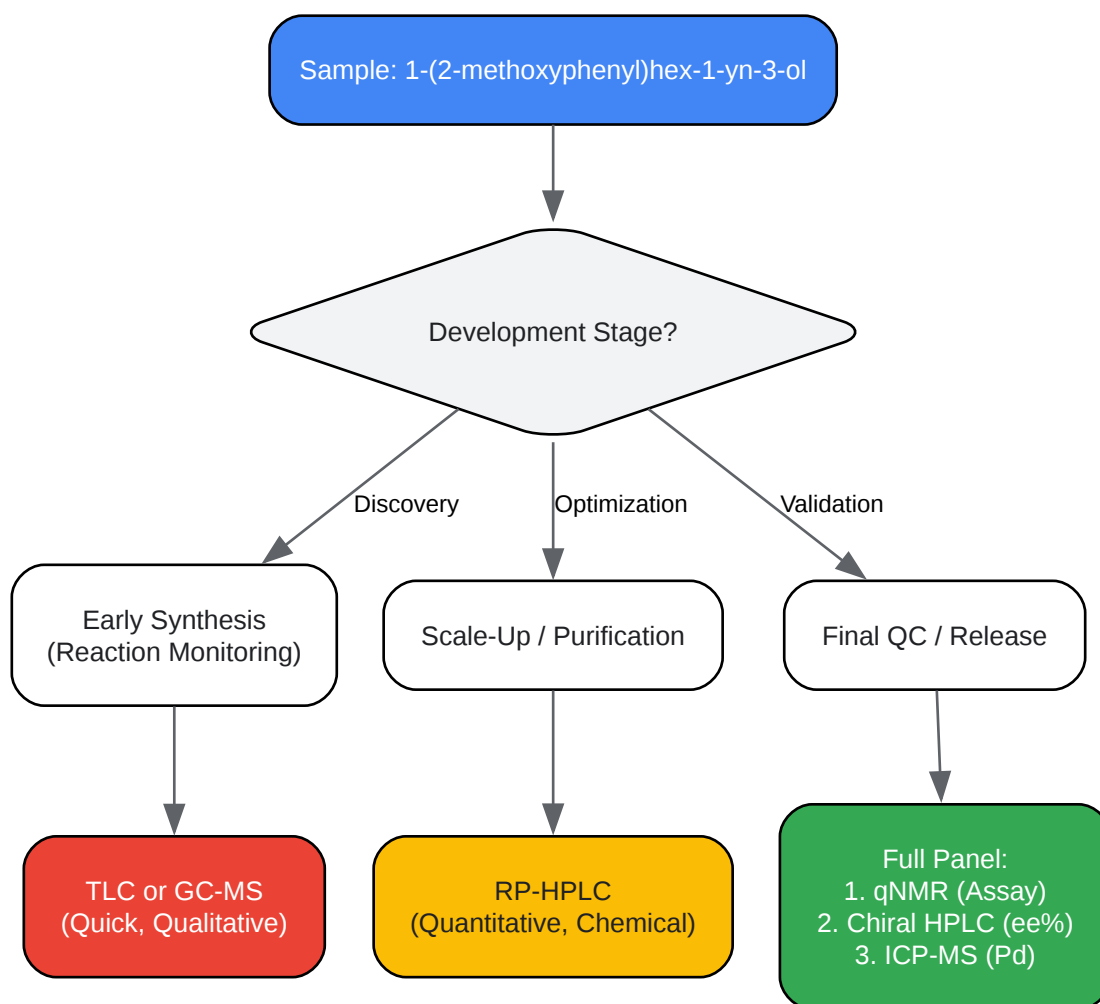 Sample: 1-(2-methoxyphenyl)hex-1-yn-3-ol
Development Stage?
Discovery
Optimization
Validation
Early Synthesis
(Reaction Monitoring)
Scale-Up / Purification
Final QC / Release
TLC or GC-MS
(Quick, Qualitative)
RP-HPLC
(Quantitative, Chemical)
Full Panel:
1. qNMR (Assay)
2. Chiral HPLC (ee%)
3. ICP-MS (Pd)